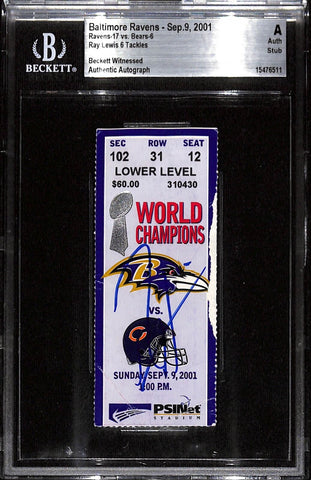 BECKETT
Baltimore Ravens - Sep.9, 2001
Ravens-17 vs. Bears-6
Ray Lewis 6 Tackles
Beckett Witnessed
Authentic Autograph
A
Auth
Stub
15476511
SEC ROW SEAT
102 31 12
LOWER LEVEL
$60.00 310430
WORLD
CHAMPIONS
B
VS.
C
SUNDAY SEPT. 9, 2001
:00 P.M.
PSINet
STADIUM